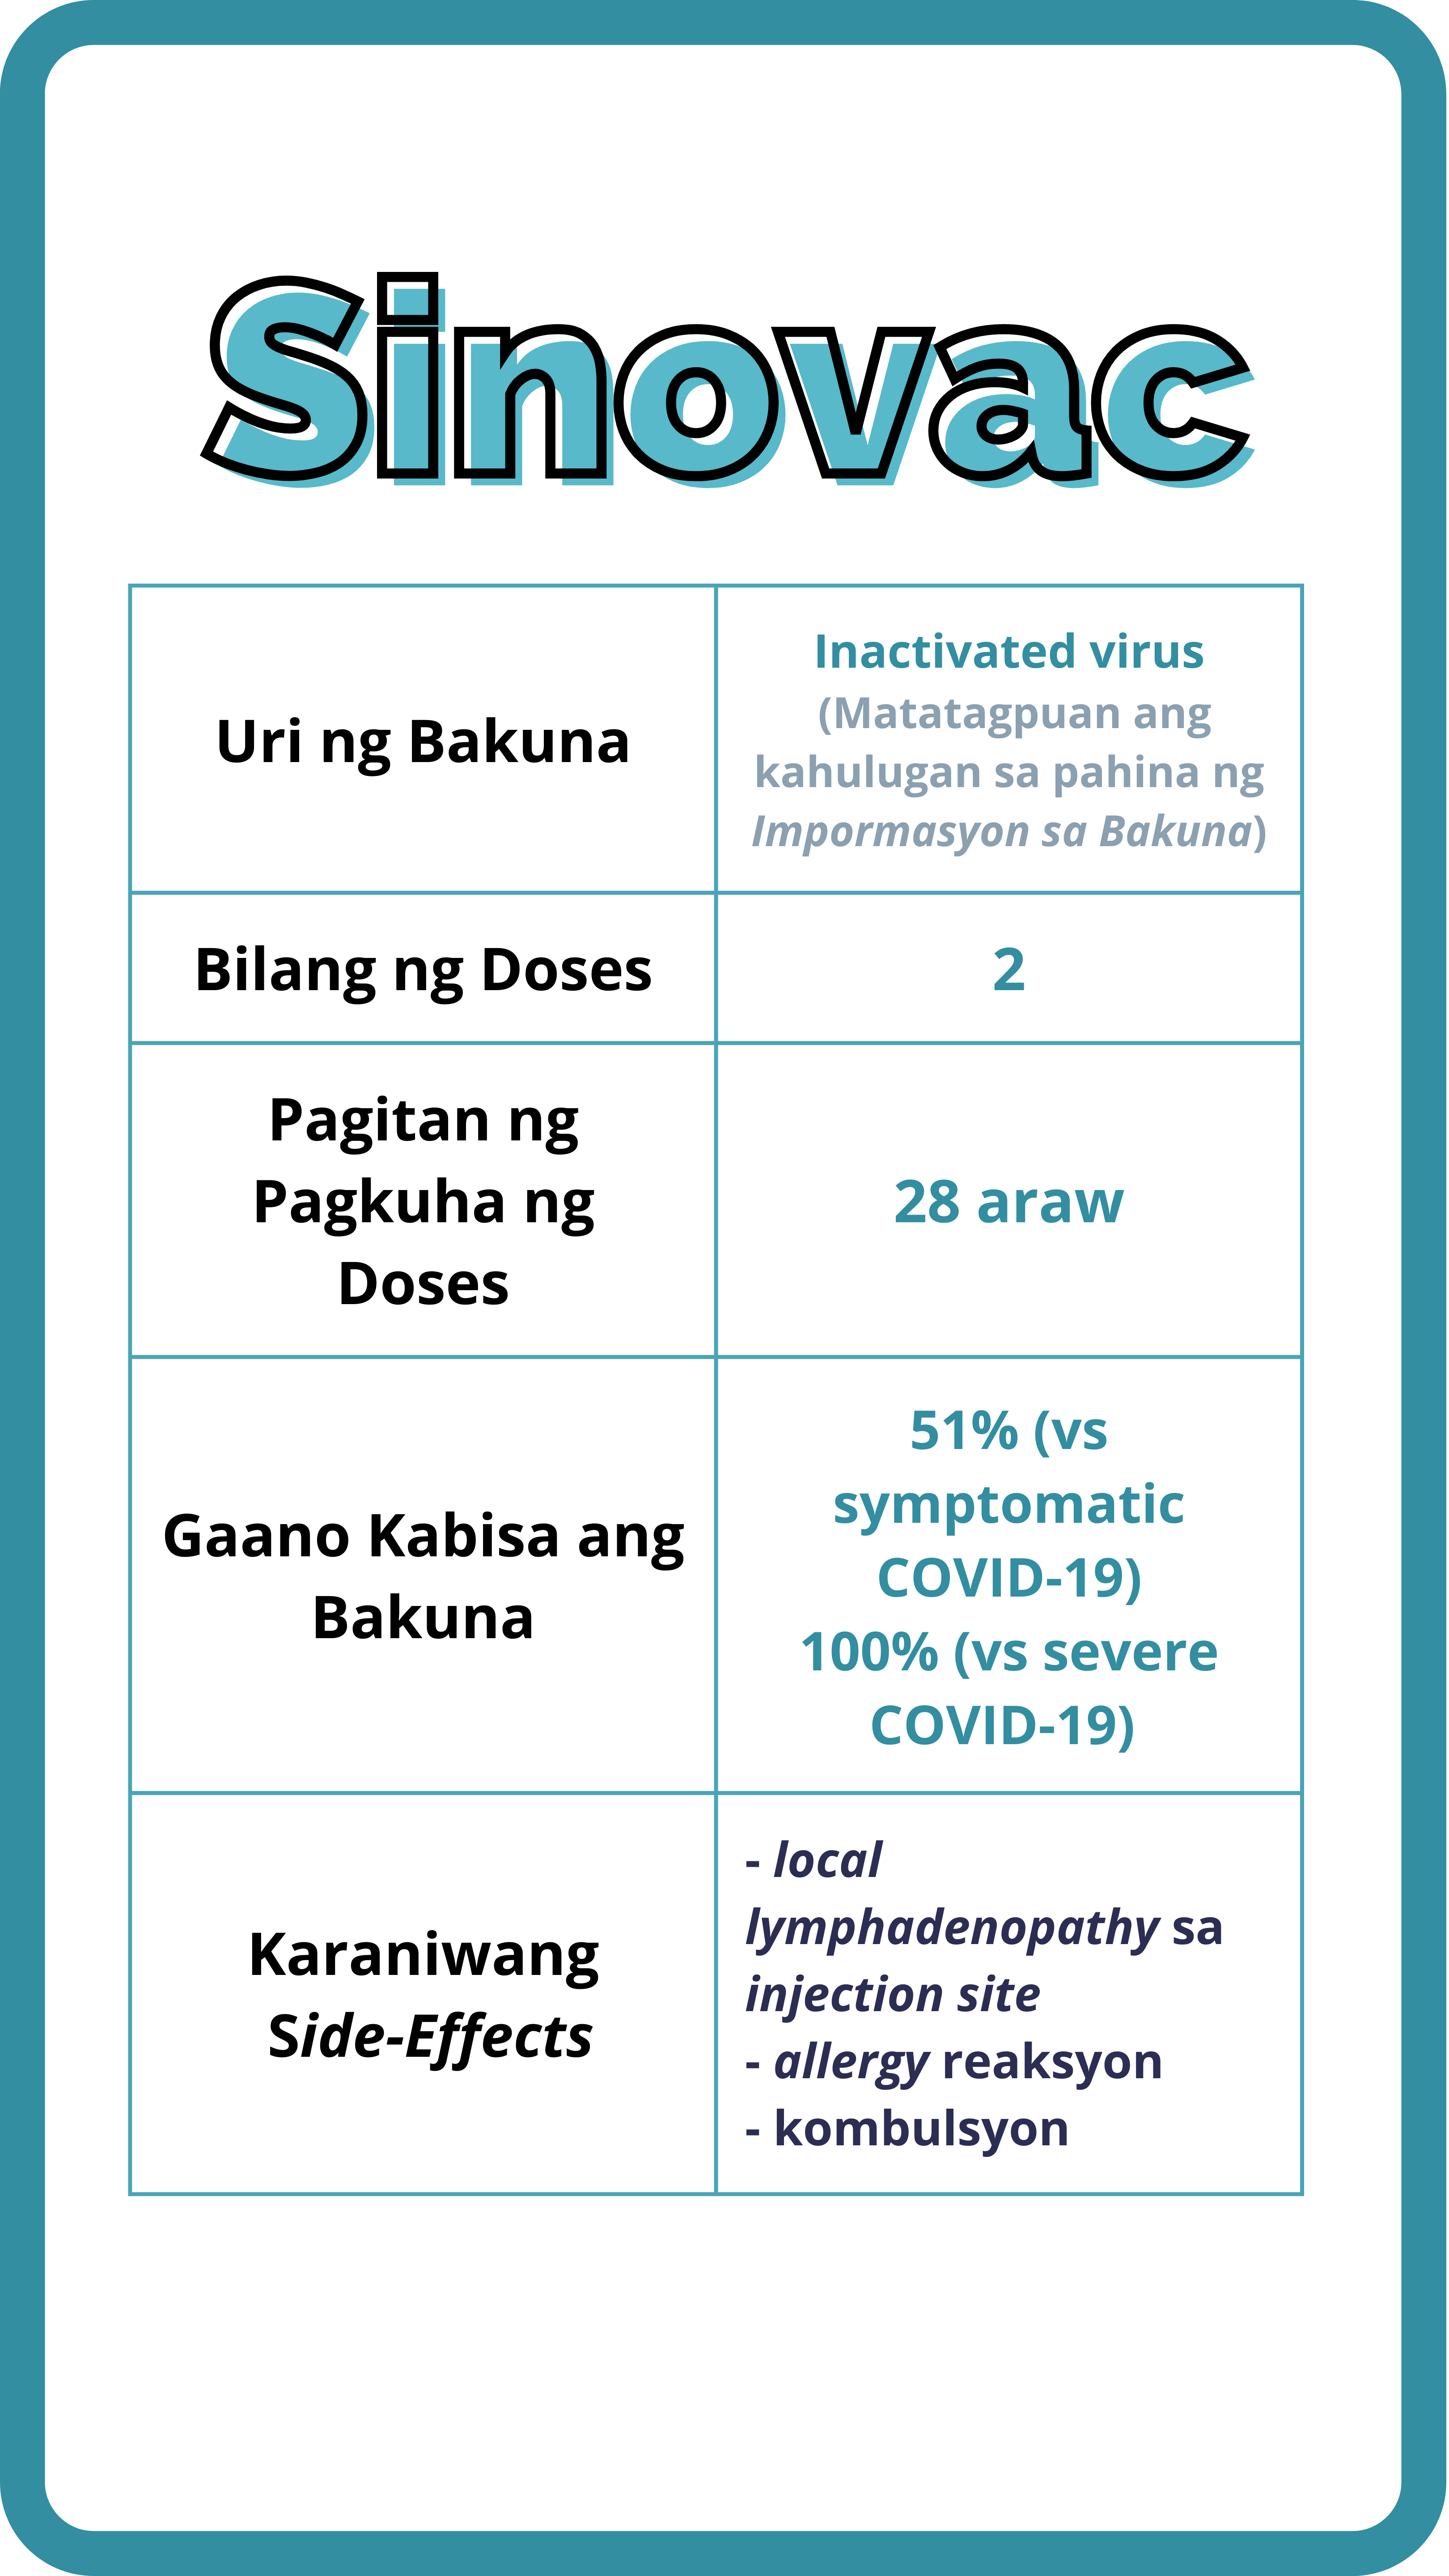 Sinovac
Uri ng Bakuna
Inactivated virus
(Matatagpuan ang
kahulugan sa pahina ng
Impormasyon sa Bakuna)
Bilang ng Doses
2
Pagitan ng
Pagkuha ng
Doses
28 araw
Gaano Kabisa ang
Bakuna
51% (vs
symptomatic
COVID-19)
100% (vs severe
COVID-19)
Karaniwang
Side-Effects
- local
lymphadenopathy sa
injection site
- allergy reaksyon
- kombulsyon